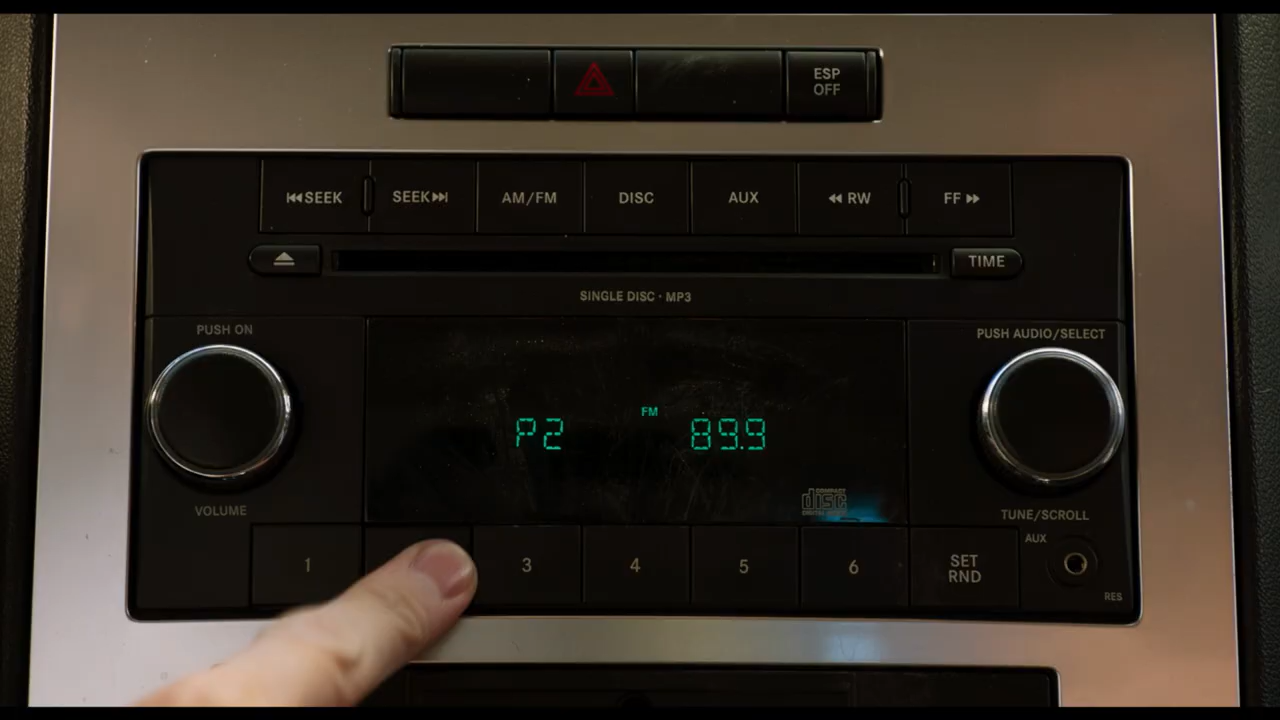 ESP
OFF
SEEK
SEEK
AM/FM
DISC
AUX
RW
FF
TIME
SINGLE DISC · MP3
PUSH ON
PUSH AUDIO/SELECT
FM
P2
89.9
COMPACT
disc
VOLUME
TUNE/SCROLL
1
3
4
5
6
SET
RND
AUX
RES